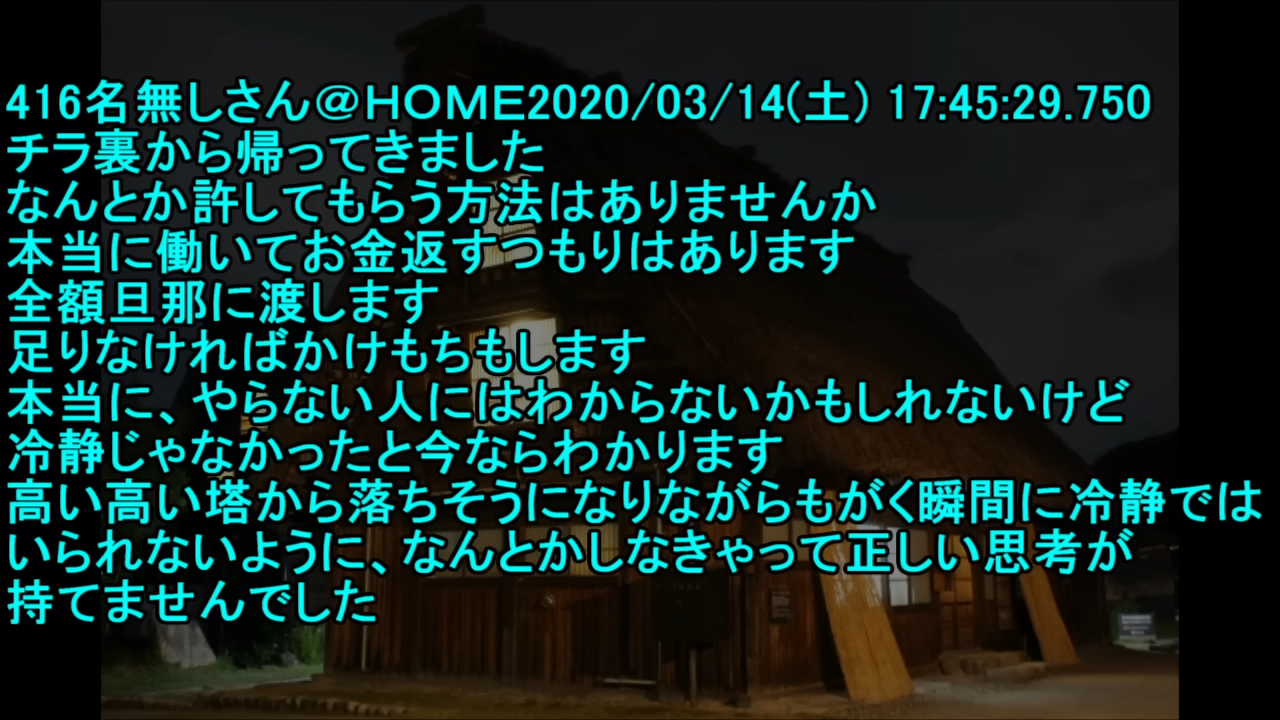 416名無しさん＠ＨＯＭＥ2020/03/14(土) 17:45:29.750
チラ裏から帰ってきました
なんとか許してもらう方法はありませんか
本当に働いてお金返すつもりはあります
全額旦那に渡します
足りなければかけもちもします
本当に、やらない人にはわからないかもしれないけど
冷静じゃなかったと今ならわかります
高い高い塔から落ちそうになりながらもがく瞬間に冷静では
いられないように、なんとかしなきゃって正しい思考が
持てませんでした